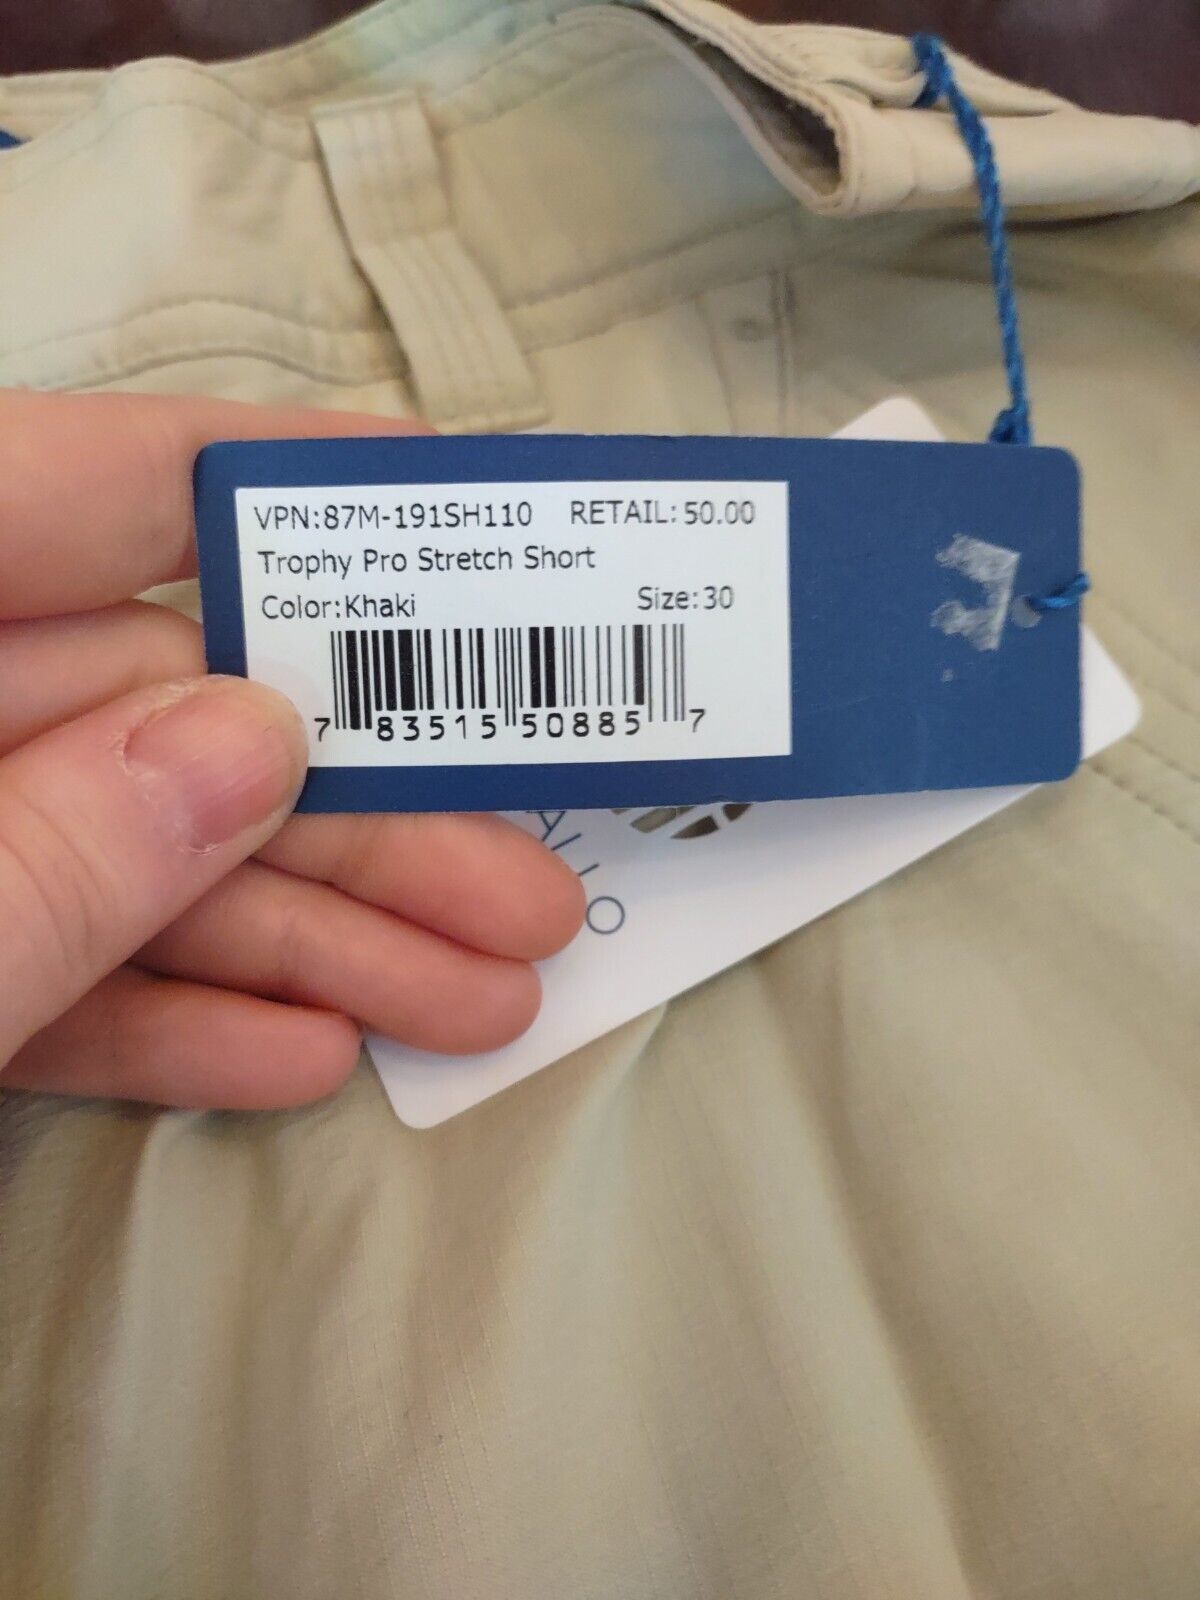 VPN:87M-191SH110 RETAIL: 50.00
Trophy Pro Stretch Short
Color:Khaki Size:30
7 83515 50885 7